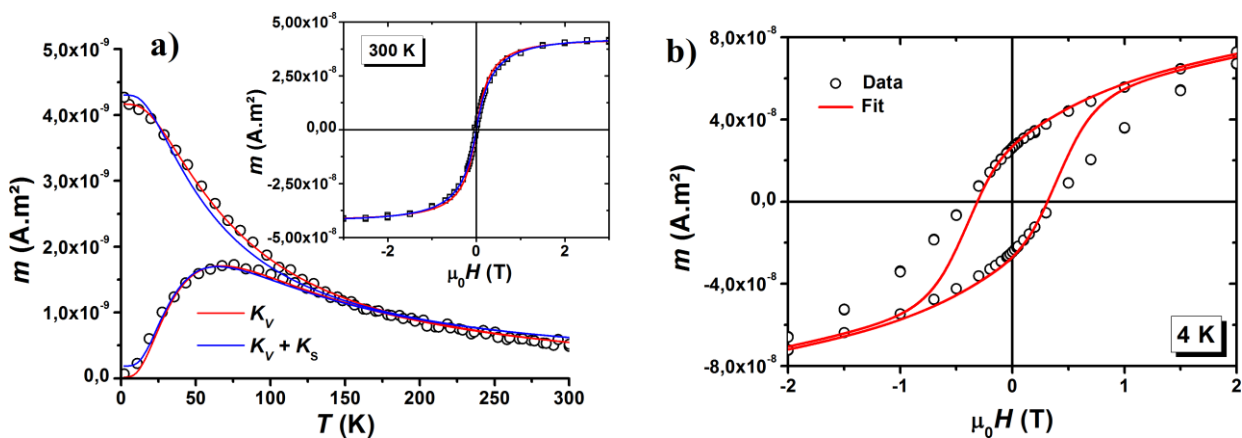 a)
m (A.m²)
5,0x10⁻⁹
4,0x10⁻⁹
3,0x10⁻⁹
2,0x10⁻⁹
1,0x10⁻⁹
0,0
0 50 100 150 200 250 300
T (K)
K_V
K_V + K_S
300 K
m (A.m²)
5,00x10⁻⁸
2,50x10⁻⁸
0,00
-2,50x10⁻⁸
-5,00x10⁻⁸
-2 0 2
μ₀H (T)
b)
m (A.m²)
8,0x10⁻⁸
4,0x10⁻⁸
0,0
-4,0x10⁻⁸
-8,0x10⁻⁸
Data
Fit
4 K
-2 -1 0 1 2
μ₀H (T)